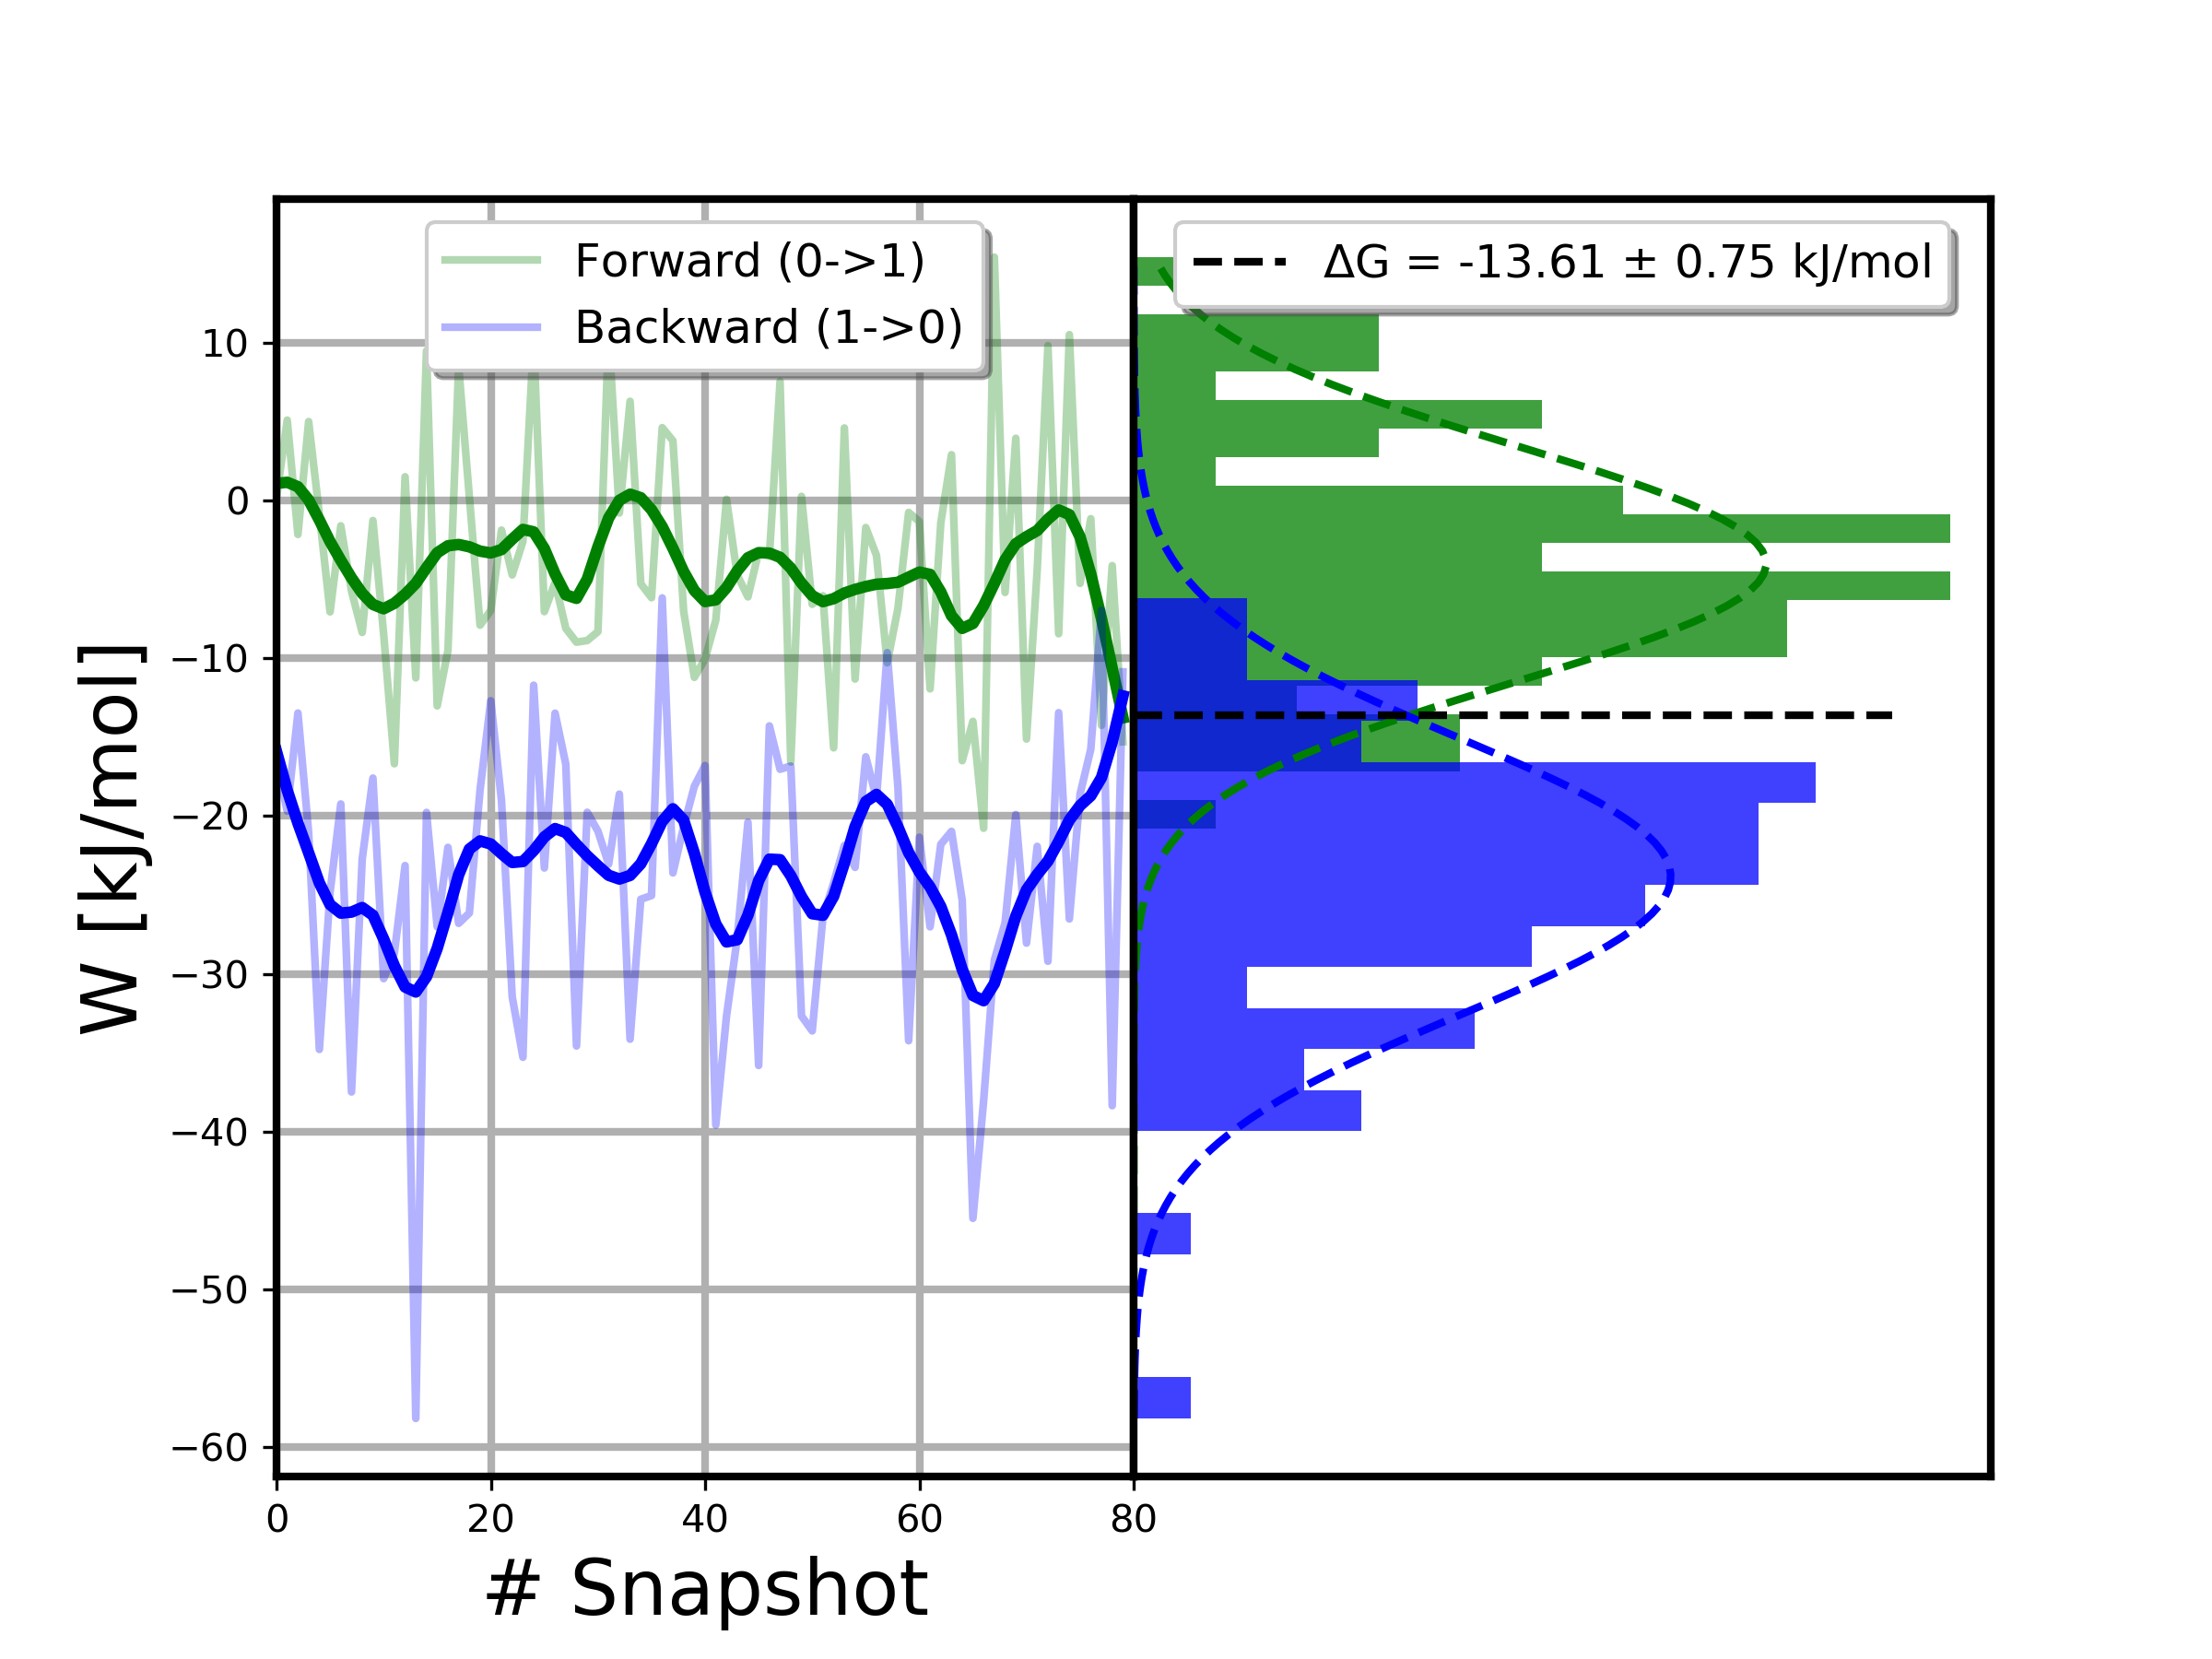 Forward (0->1)
Backward (1->0)
ΔG = -13.61 ± 0.75 kJ/mol
W [kJ/mol]
10
0
−10
−20
−30
−40
−50
−60
0 20 40 60 80
# Snapshot